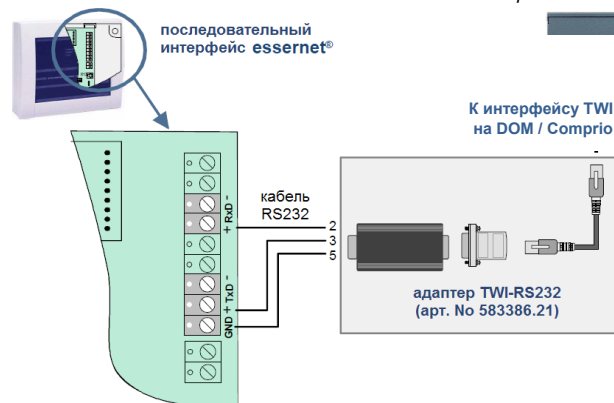 последовательный
интерфейс essernet®
К интерфейсу TWI
на DOM / Comprio
кабель
RS232
+ RxD -
2
3
5
GND + TxD -
адаптер TWI-RS232
(арт. No 583386.21)